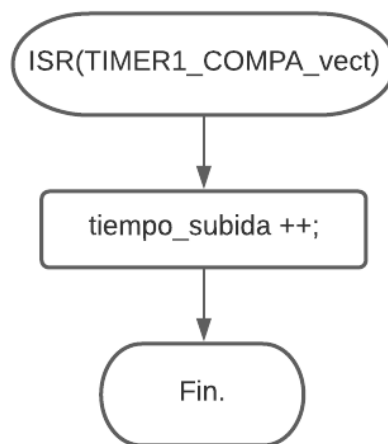 ISR(TIMER1_COMPA_vect)
tiempo_subida ++;
Fin.